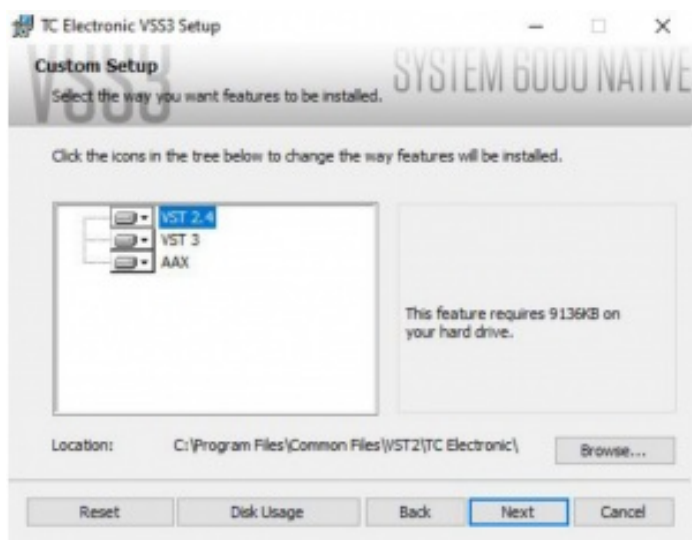 TC Electronic VSS3 Setup
VSS3
SYSTEM 6000 NATIVE
Custom Setup
Select the way you want features to be installed.
Click the icons in the tree below to change the way features will be installed.
VST 2.4
VST 3
AAX
This feature requires 9136KB on
your hard drive.
Location: C:\Program Files\Common Files\VST2\TC Electronic\ Browse...
Reset Disk Usage Back Next Cancel